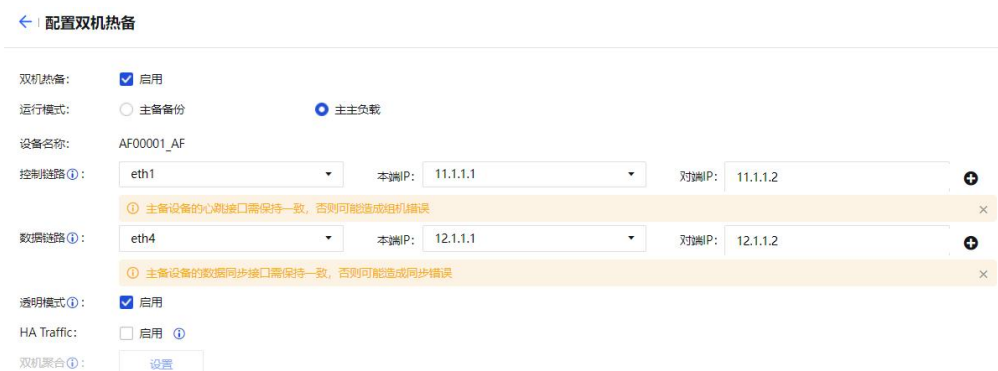 配置双机热备
双机热备: 启用
运行模式: 主备备份 主主负载
设备名称: AF00001_AF
控制链路: eth1 本端IP: 11.1.1.1 对端IP: 11.1.1.2
主备设备的心跳接口需保持一致,否则可能造成组机错误
数据链路: eth4 本端IP: 12.1.1.1 对端IP: 12.1.1.2
主备设备的数据同步接口需保持一致,否则可能造成同步错误
透明模式: 启用
HA Traffic: 启用
双机聚合: 设置